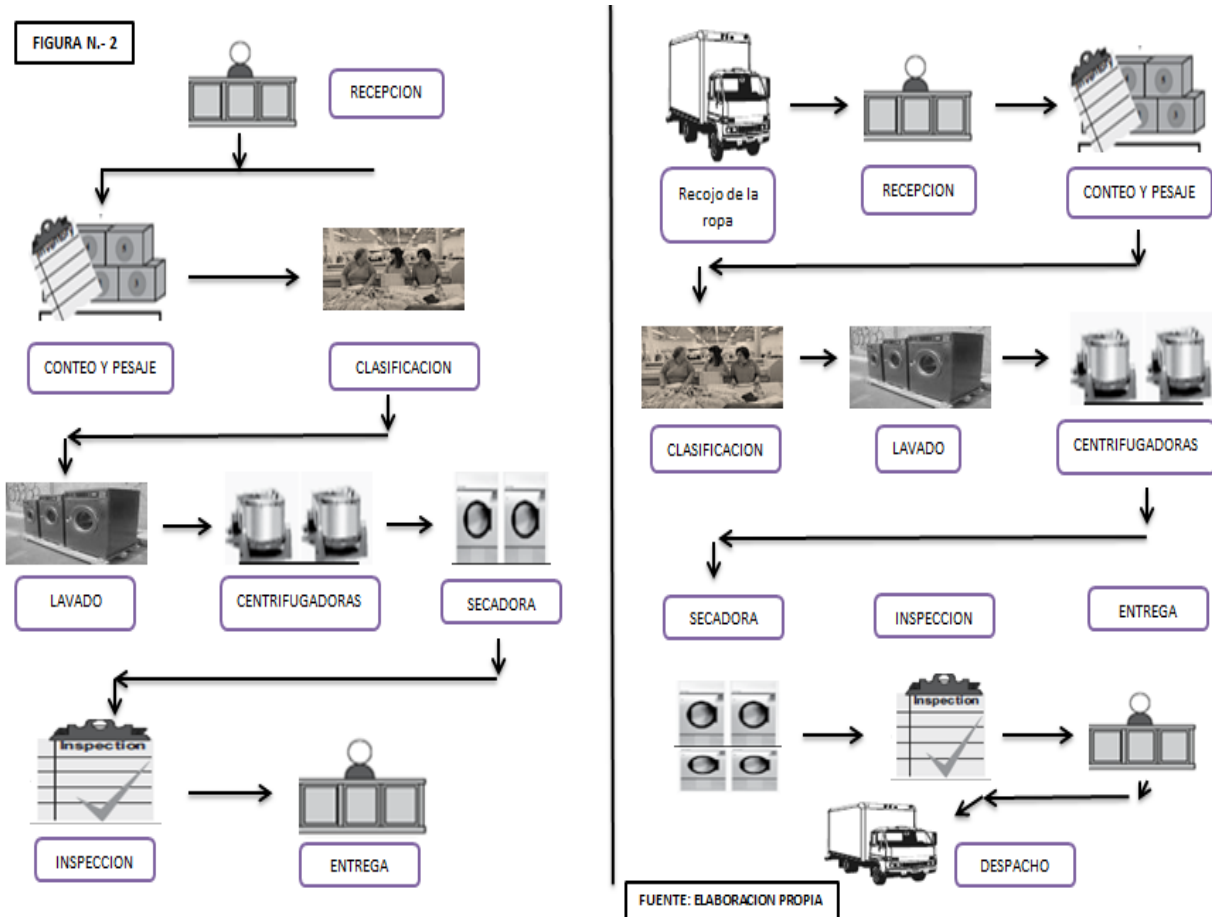 FIGURA N.- 2
RECEPCION
CONTEO Y PESAJE
CLASIFICACION
LAVADO
CENTRIFUGADORAS
SECADORA
Inspection
INSPECCION
ENTREGA
Recojo de la
ropa
RECEPCION
CONTEO Y PESAJE
CLASIFICACION
LAVADO
CENTRIFUGADORAS
SECADORA
INSPECCION
ENTREGA
Inspection
DESPACHO
FUENTE: ELABORACION PROPIA